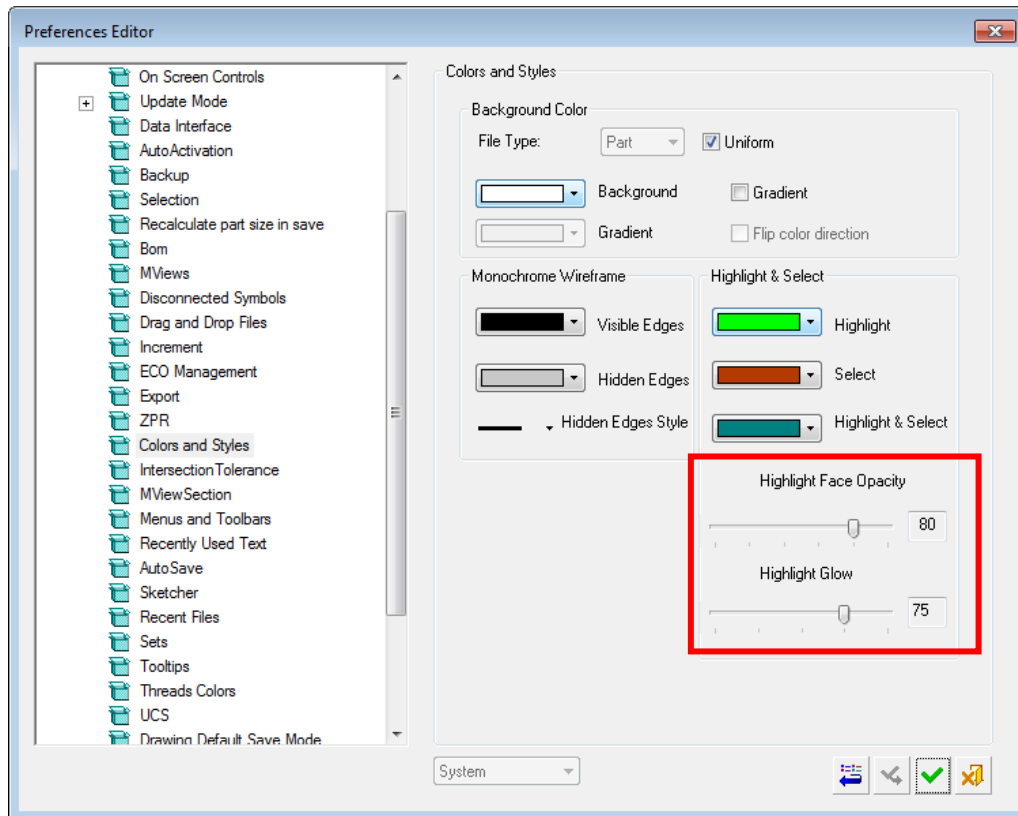 Preferences Editor
On Screen Controls
Update Mode
Data Interface
AutoActivation
Backup
Selection
Recalculate part size in save
Bom
MViews
Disconnected Symbols
Drag and Drop Files
Increment
ECO Management
Export
ZPR
Colors and Styles
IntersectionTolerance
MViewSection
Menus and Toolbars
Recently Used Text
AutoSave
Sketcher
Recent Files
Sets
Tooltips
Threads Colors
UCS
Drawing Default Save Mode
Colors and Styles
Background Color
File Type: Part Uniform
Background Gradient
Gradient Flip color direction
Monochrome Wireframe
Visible Edges
Hidden Edges
Hidden Edges Style
Highlight & Select
Highlight
Select
Highlight & Select
Highlight Face Opacity
80
Highlight Glow
75
System